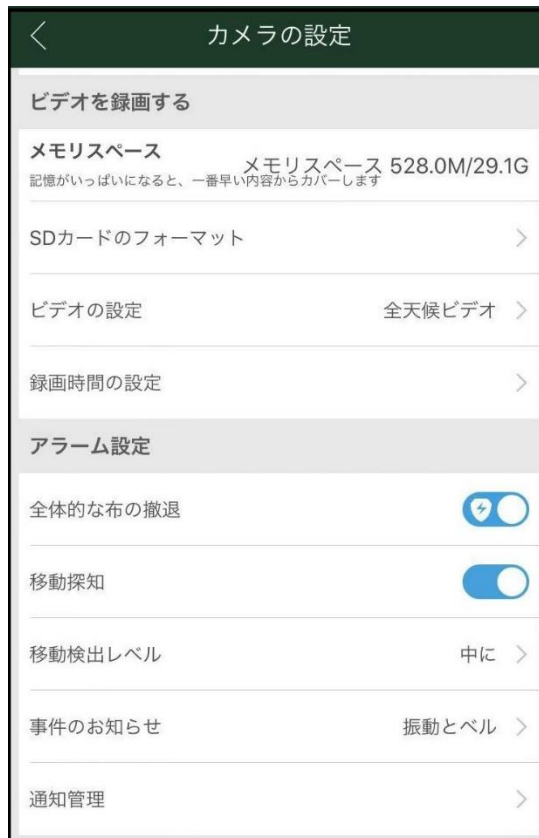 カメラの設定
ビデオを録画する
メモリスペース
メモリスペース 528.0M/29.1G
記憶がいっぱいになると、一番早い内容からカバーします
SDカードのフォーマット
ビデオの設定 全天候ビデオ
録画時間の設定
アラーム設定
全体的な布の撤退
移動探知
移動検出レベル 中に
事件のお知らせ 振動とベル
通知管理